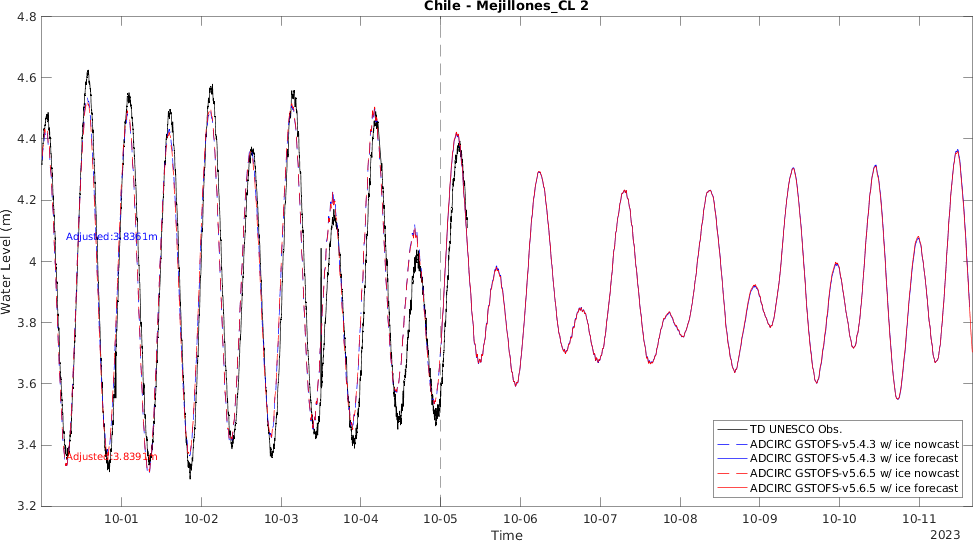 Chile - Mejillones_CL 2
4.8
4.6
4.4
4.2
4
3.8
3.6
3.4
3.2
Water Level (m)
Adjusted:3.8361m
Adjusted:3.8391m
TD UNESCO Obs.
ADCIRC GSTOFS-v5.4.3 w/ ice nowcast
ADCIRC GSTOFS-v5.4.3 w/ ice forecast
ADCIRC GSTOFS-v5.6.5 w/ ice nowcast
ADCIRC GSTOFS-v5.6.5 w/ ice forecast
10-01 10-02 10-03 10-04 10-05 10-06 10-07 10-08 10-09 10-10 10-11
Time
2023